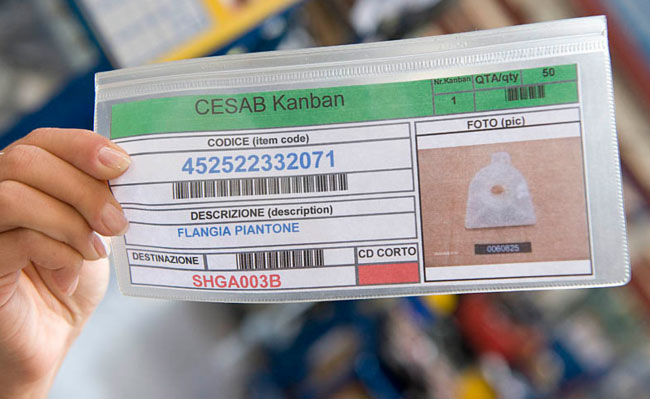 CESAB Kanban
Nr.Kanban QTA/qty 50
1
CODICE (item code)
452522332071
FOTO (pic)
DESCRIZIONE (description)
FLANGIA PIANTONE
DESTINAZIONE
CD CORTO
SHGA003B
0060825